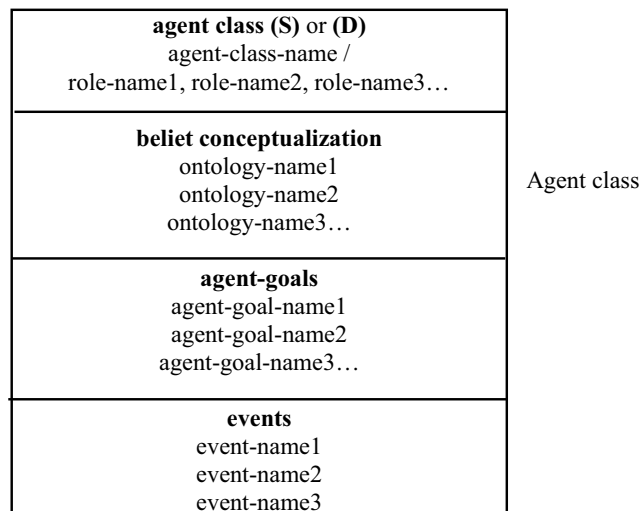 agent class (S) or (D)
agent-class-name /
role-name1, role-name2, role-name3…
beliet conceptualization
ontology-name1
ontology-name2
ontology-name3…
Agent class
agent-goals
agent-goal-name1
agent-goal-name2
agent-goal-name3…
events
event-name1
event-name2
event-name3